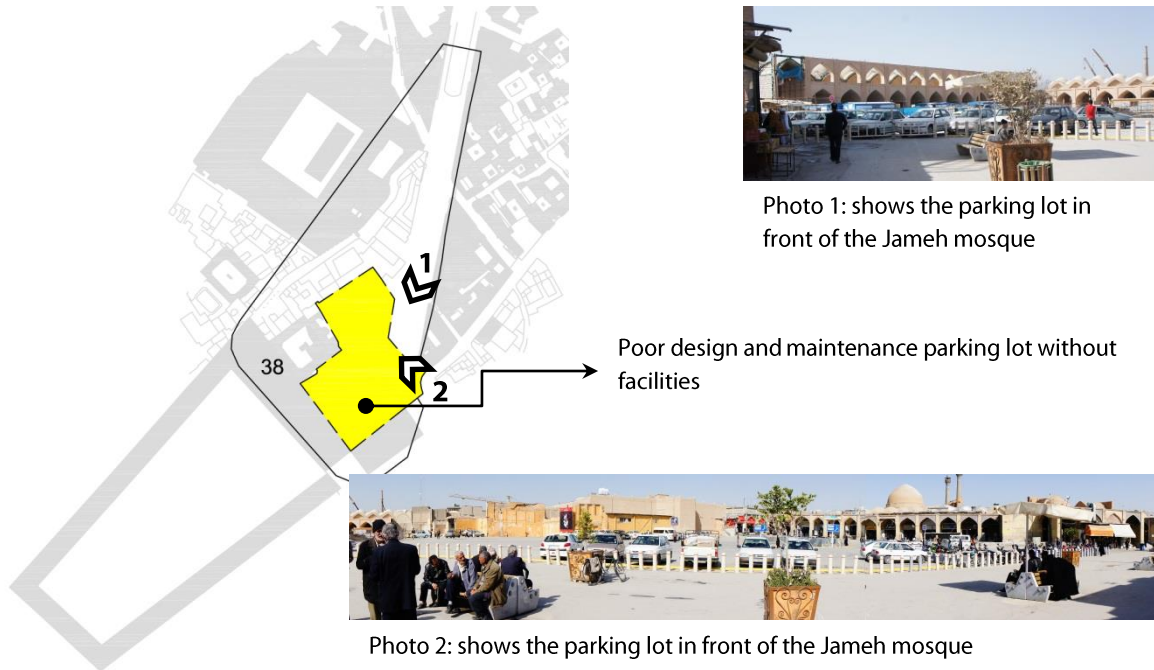 Photo 1: shows the parking lot in
front of the Jameh mosque
1
Poor design and maintenance parking lot without
facilities
38
2
Photo 2: shows the parking lot in front of the Jameh mosque